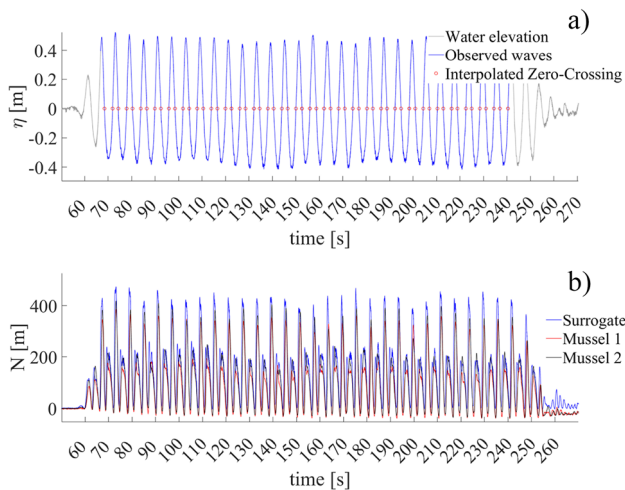 a)
Water elevation
Observed waves
Interpolated Zero-Crossing
η [m]
0.4
0.2
0
-0.2
-0.4
60 70 80 90 100 110 120 130 140 150 160 170 180 190 200 210 220 230 240 250 260 270
time [s]
b)
Surrogate
Mussel 1
Mussel 2
N [m]
400
200
0
60 70 80 90 100 110 120 130 140 150 160 170 180 190 200 210 220 230 240 250 260
time [s]